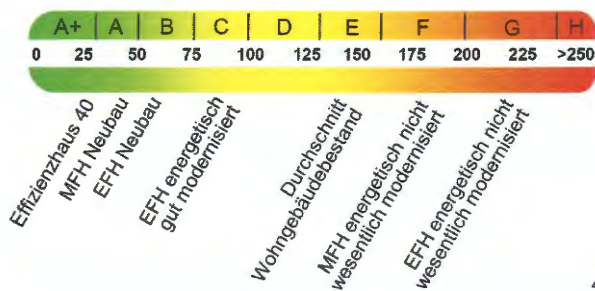 A+ A B C D E F G H
0 25 50 75 100 125 150 175 200 225 >250
Effizienzhaus 40
MFH Neubau
EFH Neubau
EFH energetisch
gut modernisiert
Durchschnitt
Wohngebäudebestand
MFH energetisch nicht
wesentlich modernisiert
EFH energetisch nicht
wesentlich modernisiert